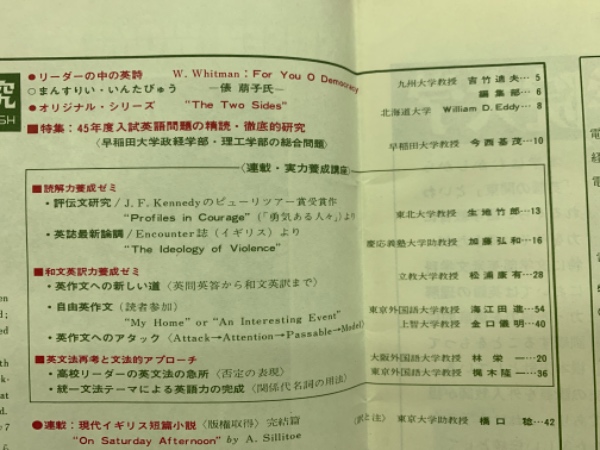 究
SH
●リーダーの中の英詩 W. Whitman : For You O Democracy 九州大学教授 吉竹迪夫… 5
○まんすりい・いんたびゅう —俵 萠子氏— 編集部… 6
●オリジナル・シリーズ "The Two Sides" 北海道大学 William D. Eddy… 8
■特集：45年度入試英語問題の精読・徹底的研究
〈早稲田大学政経学部・理工学部の総合問題〉 早稲田大学教授 今西基茂…10
〈連載・実力養成講座〉
■読解力養成ゼミ
・評伝文研究/J. F. Kennedyのピューリツアー賞受賞作
"Profiles in Courage"（「勇気ある人々」）より 東北大学教授 生地竹郎…13
・英誌最新論調/Encounter誌（イギリス）より
"The Ideology of Violence" 慶応義塾大学助教授 加藤弘和…16
■和文英訳力養成ゼミ
・英作文への新しい道〈英問英答から和文英訳まで〉 立教大学教授 松浦康有…28
・自由英作文〈読者参加〉
"My Home" or "An Interesting Event" 東京外国語大学教授 海江田進…54
・英作文へのアタック〈Attack→Attention→Passable→Model〉 上智大学教授 金口儀明…40
■英文法再考と文法的アプローチ
・高校リーダーの英文法の急所〈否定の表現〉 大阪外国語大学教授 林 栄一…20
・統一文法テーマによる英語力の完成〈関係代名詞の用法〉 東京外国語大学教授 梶木隆一…36
●連載：現代イギリス短篇小説〈版権取得〉完結篇
"On Saturday Afternoon" by A. Sillitoe 訳と注） 東京大学助教授 橋口 稔…42